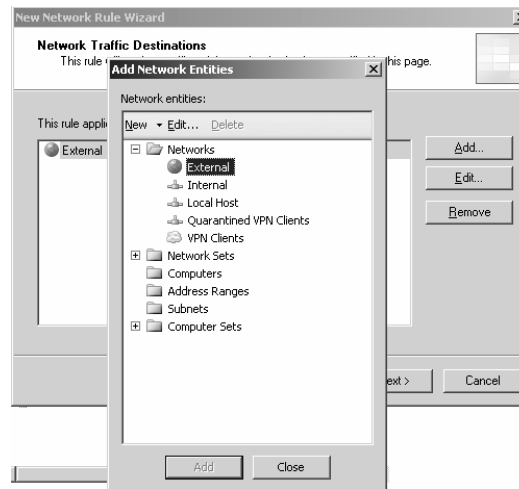 New Network Rule Wizard
Network Traffic Destinations
This rule
his page.
Add Network Entities
Network entities:
New Edit... Delete
This rule appli
External
Networks
External
Internal
Local Host
Quarantined VPN Clients
VPN Clients
Network Sets
Computers
Address Ranges
Subnets
Computer Sets
Add...
Edit...
Remove
ext >
Cancel
Add
Close